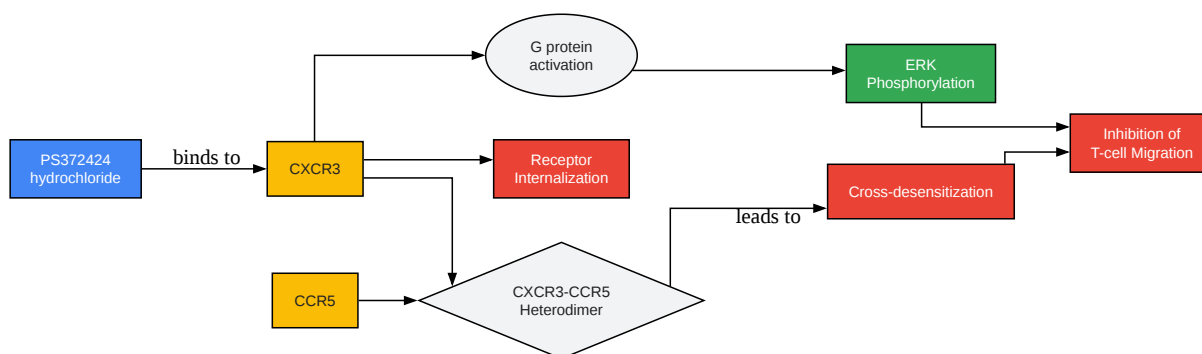 G protein
activation
ERK
Phosphorylation
PS372424
hydrochloride
binds to
CXCR3
Receptor
Internalization
Inhibition of
T-cell Migration
Cross-desensitization
leads to
CCR5
CXCR3-CCR5
Heterodimer